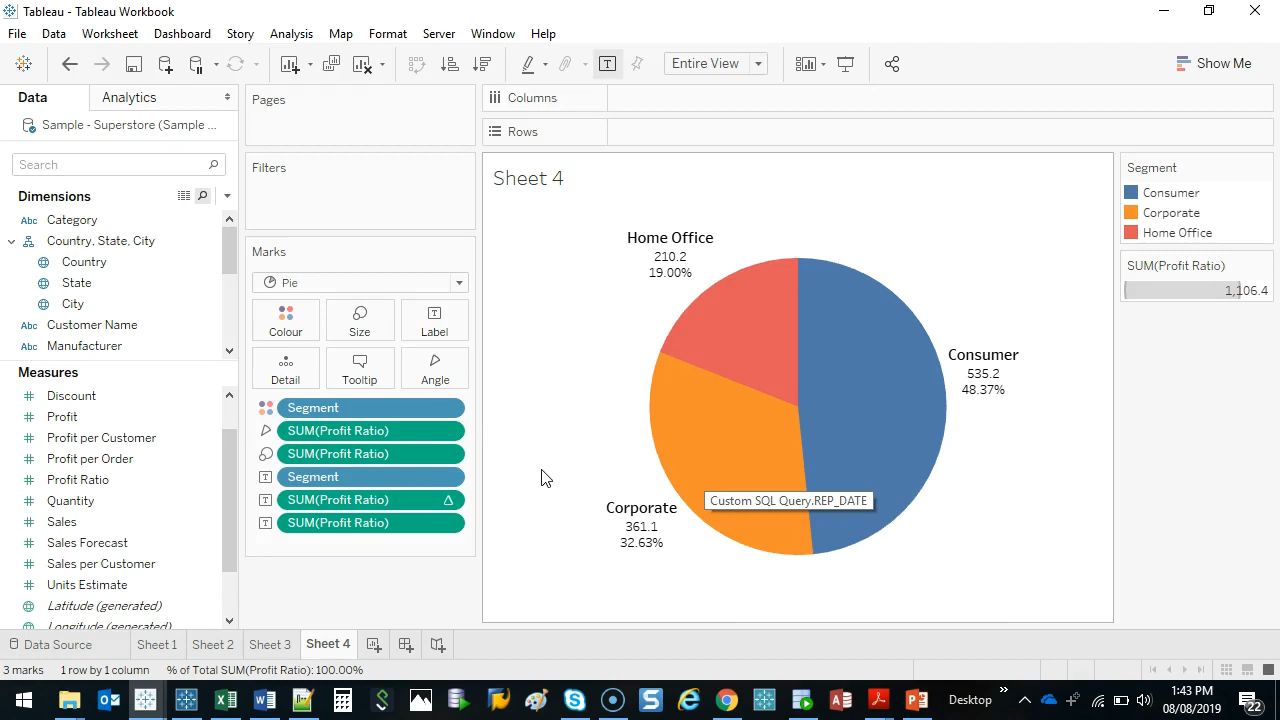 Tableau - Tableau Workbook
File Data Worksheet Dashboard Story Analysis Map Format Server Window Help
Entire View
Show Me
Data Analytics
Sample - Superstore (Sample ...
Search
Dimensions
Abc Category
Country, State, City
Country
State
City
Abc Customer Name
Abc Manufacturer
Measures
Discount
Profit
Profit per Customer
Profit per Order
Profit Ratio
Quantity
Sales
Sales Forecast
Sales per Customer
Units Estimate
Latitude (generated)
Longitude (generated)
Pages
Filters
Marks
Pie
Colour Size Label
Detail Tooltip Angle
Segment
SUM(Profit Ratio)
SUM(Profit Ratio)
Segment
SUM(Profit Ratio) Δ
SUM(Profit Ratio)
Columns
Rows
Sheet 4
Home Office
210.2
19.00%
Consumer
535.2
48.37%
Corporate
361.1
32.63%
Custom SQL Query.REP_DATE
Segment
Consumer
Corporate
Home Office
SUM(Profit Ratio)
1,106.4
Data Source Sheet 1 Sheet 2 Sheet 3 Sheet 4
3 marks 1 row by 1 column % of Total SUM(Profit Ratio): 100.00%
Desktop
1:43 PM
08/08/2019
22